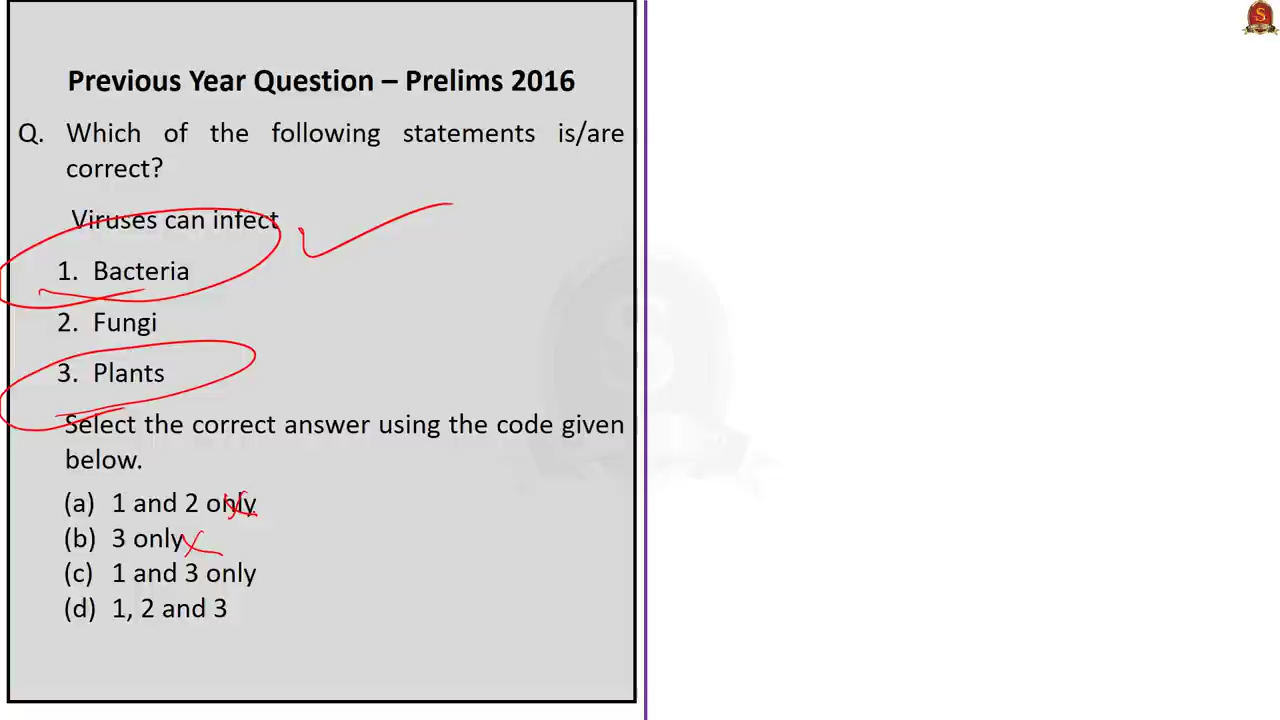 Previous Year Question – Prelims 2016
Q. Which of the following statements is/are
correct?
Viruses can infect
1. Bacteria
2. Fungi
3. Plants
Select the correct answer using the code given
below.
(a) 1 and 2 only
(b) 3 only
(c) 1 and 3 only
(d) 1, 2 and 3
S